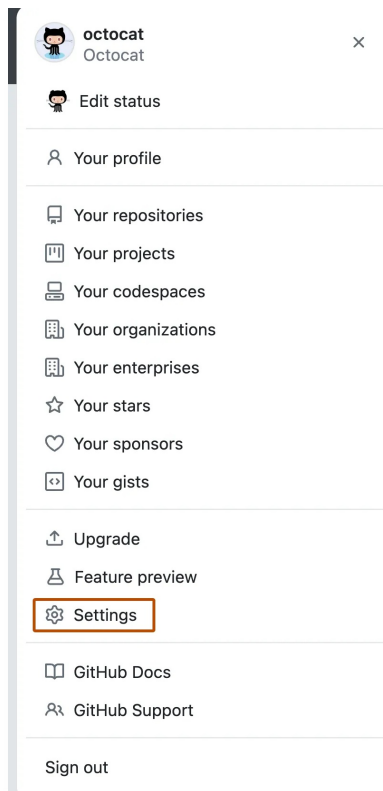 octocat
Octocat
Edit status
Your profile
Your repositories
Your projects
Your codespaces
Your organizations
Your enterprises
Your stars
Your sponsors
Your gists
Upgrade
Feature preview
Settings
GitHub Docs
GitHub Support
Sign out